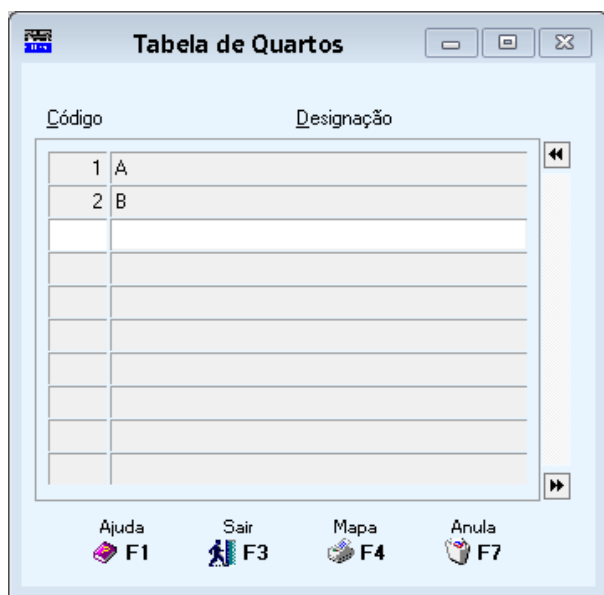 Tabela de Quartos
Código Designação
1 A
2 B
Ajuda Sair Mapa Anula
F1 F3 F4 F7